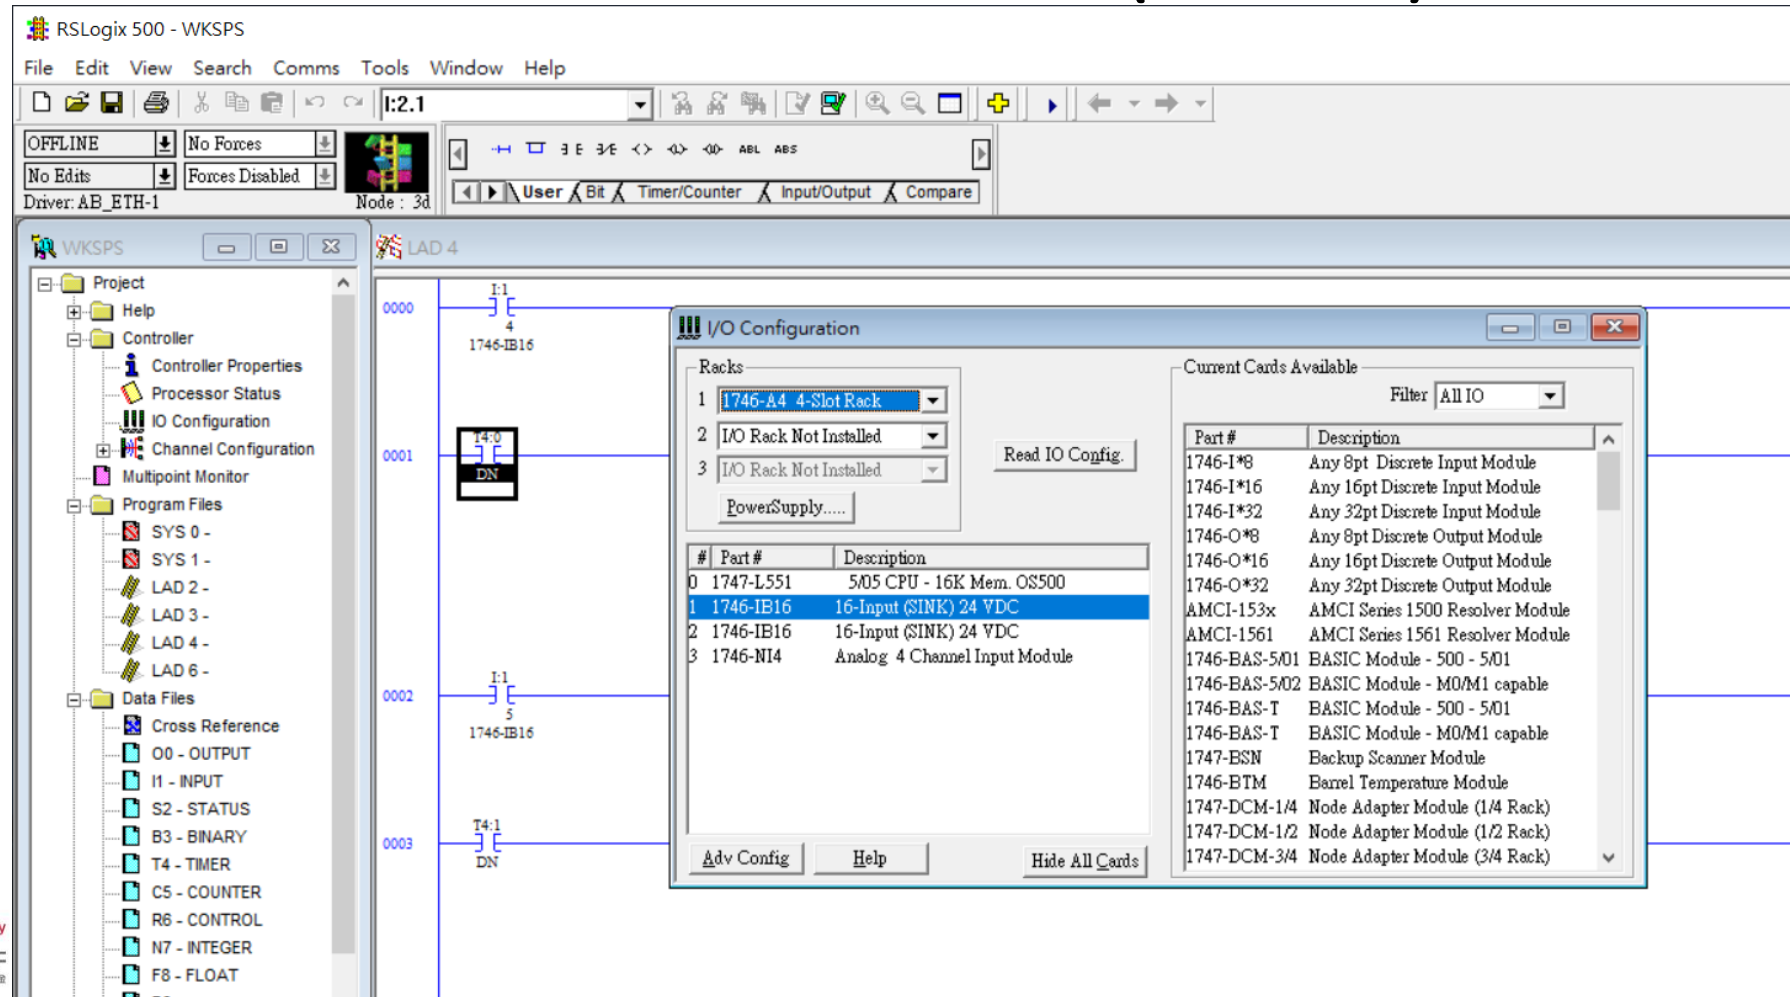 RSLogix 500 - WKSPS
File Edit View Search Comms Tools Window Help
I:2.1
OFFLINE No Forces
No Edits Forces Disabled
Driver: AB_ETH-1 Node : 3d
ABL ABS
User Bit Timer/Counter Input/Output Compare
WKSPS
Project
Help
Controller
Controller Properties
Processor Status
IO Configuration
Channel Configuration
Multipoint Monitor
Program Files
SYS 0 -
SYS 1 -
LAD 2 -
LAD 3 -
LAD 4 -
LAD 6 -
Data Files
Cross Reference
O0 - OUTPUT
I1 - INPUT
S2 - STATUS
B3 - BINARY
T4 - TIMER
C5 - COUNTER
R6 - CONTROL
N7 - INTEGER
F8 - FLOAT
LAD 4
0000
I:1
4
1746-IB16
0001
T4:0
DN
0002
I:1
5
1746-IB16
0003
T4:1
DN
I/O Configuration
Racks
1 1746-A4 4-Slot Rack
2 I/O Rack Not Installed
3 I/O Rack Not Installed
PowerSupply.....
Read IO Config.
# Part # Description
0 1747-L551 5/05 CPU - 16K Mem. OS500
1 1746-IB16 16-Input (SINK) 24 VDC
2 1746-IB16 16-Input (SINK) 24 VDC
3 1746-NI4 Analog 4 Channel Input Module
Adv Config Help Hide All Cards
Current Cards Available
Filter All IO
Part # Description
1746-I*8 Any 8pt Discrete Input Module
1746-I*16 Any 16pt Discrete Input Module
1746-I*32 Any 32pt Discrete Input Module
1746-O*8 Any 8pt Discrete Output Module
1746-O*16 Any 16pt Discrete Output Module
1746-O*32 Any 32pt Discrete Output Module
AMCI-153x AMCI Series 1500 Resolver Module
AMCI-1561 AMCI Series 1561 Resolver Module
1746-BAS-5/01 BASIC Module - 500 - 5/01
1746-BAS-5/02 BASIC Module - M0/M1 capable
1746-BAS-T BASIC Module - 500 - 5/01
1746-BAS-T BASIC Module - M0/M1 capable
1747-BSN Backup Scanner Module
1746-BTM Barrel Temperature Module
1747-DCM-1/4 Node Adapter Module (1/4 Rack)
1747-DCM-1/2 Node Adapter Module (1/2 Rack)
1747-DCM-3/4 Node Adapter Module (3/4 Rack)